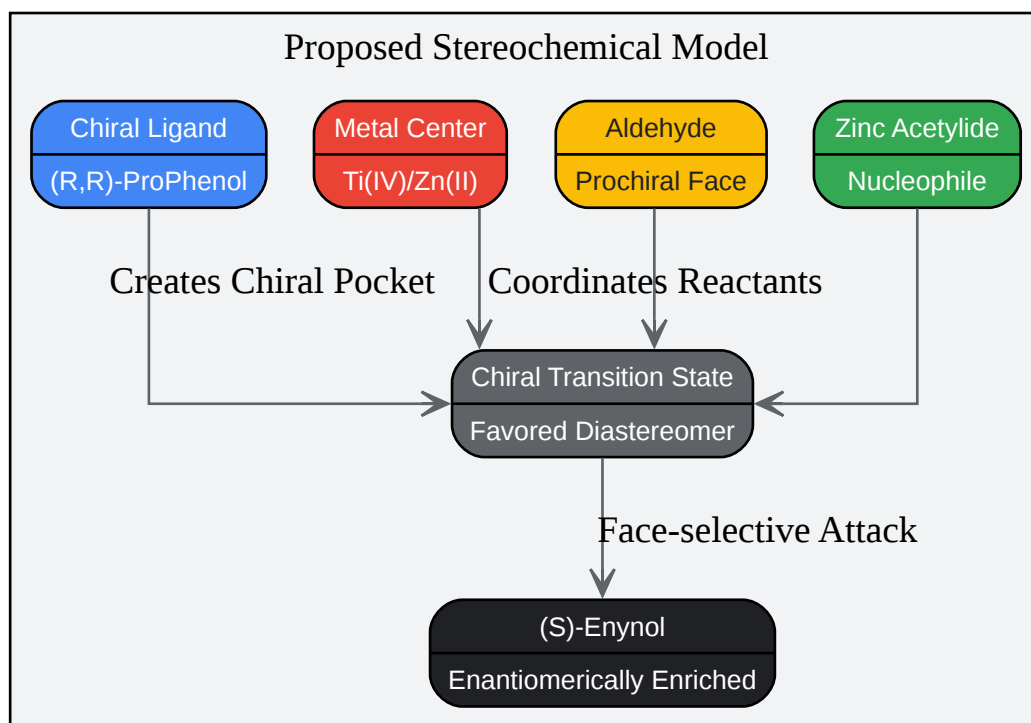 Proposed Stereochemical Model
Chiral Ligand
(R,R)-ProPhenol
Metal Center
Ti(IV)/Zn(II)
Aldehyde
Prochiral Face
Zinc Acetylide
Nucleophile
Creates Chiral Pocket
Coordinates Reactants
Chiral Transition State
Favored Diastereomer
Face-selective Attack
(S)-Enynol
Enantiomerically Enriched